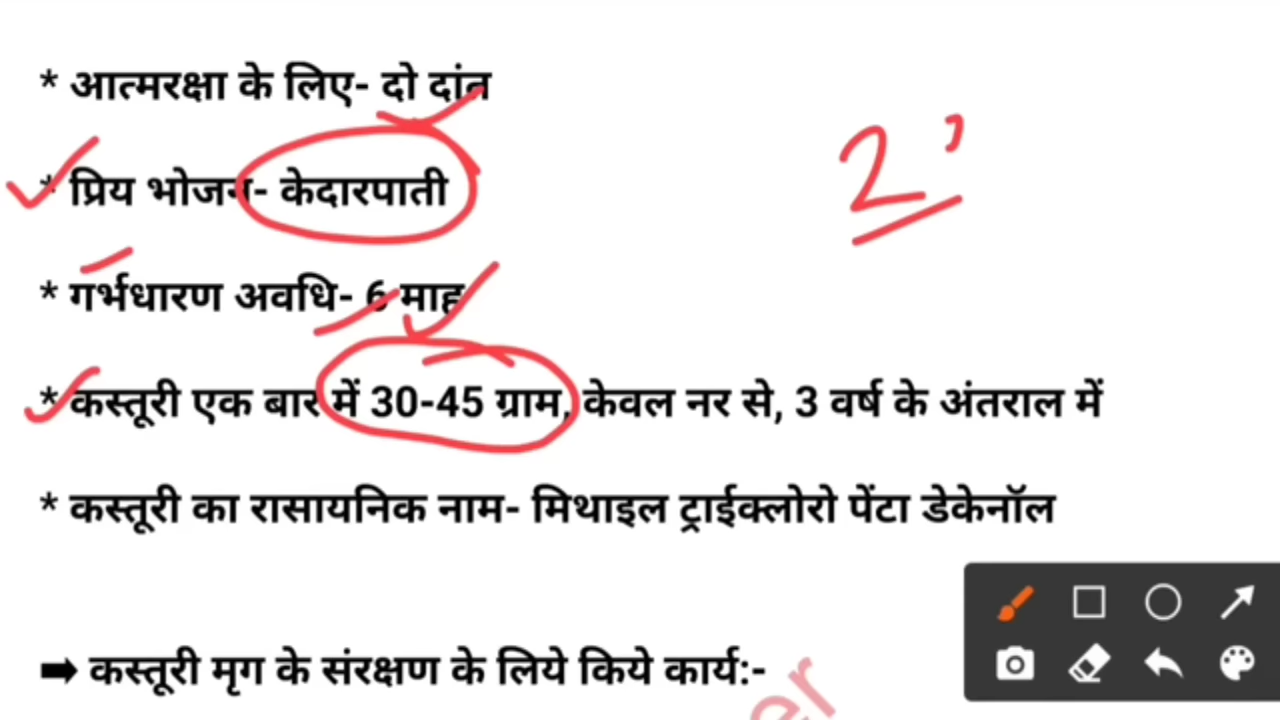 * आत्मरक्षा के लिए- दो दांत
2'
* प्रिय भोजन- केदारपाती
* गर्भधारण अवधि- 6 माह
* कस्तूरी एक बार में 30-45 ग्राम, केवल नर से, 3 वर्ष के अंतराल में
* कस्तूरी का रासायनिक नाम- मिथाइल ट्राईक्लोरो पेंटा डेकेनॉल
➡ कस्तूरी मृग के संरक्षण के लिये किये कार्य:-